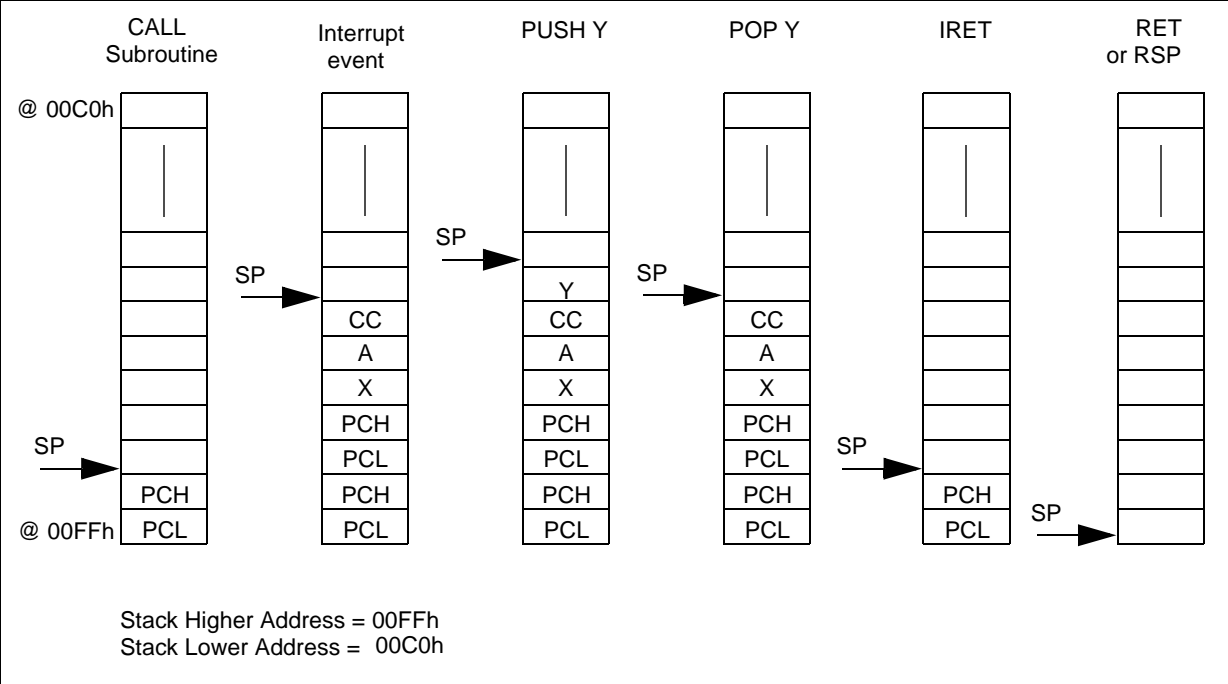 CALL
Subroutine
Interrupt
event
PUSH Y
POP Y
IRET
RET
or RSP
@ 00C0h
SP
SP
SP
Y
SP
CC
CC
CC
A
A
A
X
X
X
PCH
PCH
PCH
SP
PCL
PCL
PCL
SP
PCH
PCH
PCH
PCH
PCH
SP
@ 00FFh
PCL
PCL
PCL
PCL
PCL
Stack Higher Address = 00FFh
Stack Lower Address = 00C0h